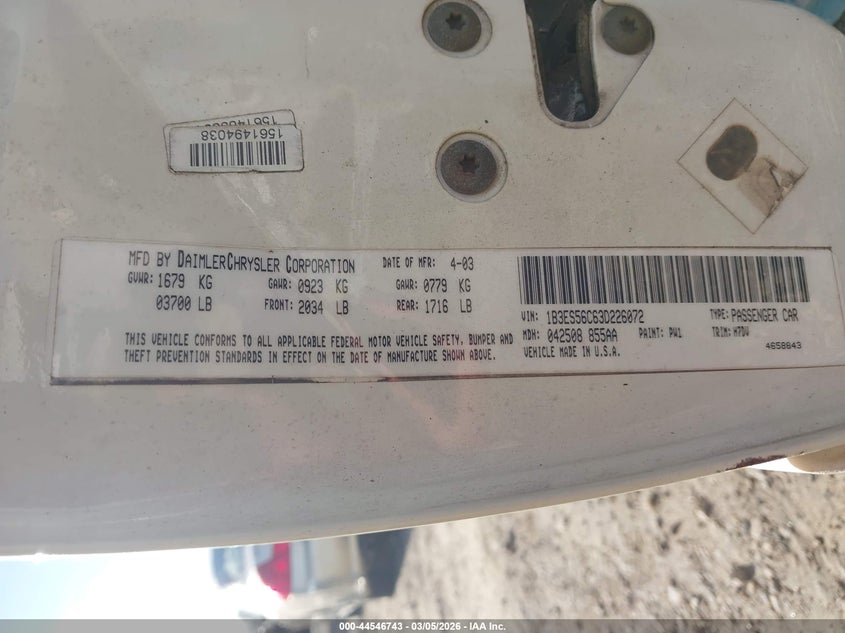 1561494038
MFD BY DAIMLERCHRYSLER CORPORATION DATE OF MFR: 4-03
GVWR: 1679 KG GAWR: 0923 KG GAWR: 0779 KG
03700 LB FRONT: 2034 LB REAR: 1716 LB
THIS VEHICLE CONFORMS TO ALL APPLICABLE FEDERAL MOTOR VEHICLE SAFETY, BUMPER AND
THEFT PREVENTION STANDARDS IN EFFECT ON THE DATE OF MANUFACTURE SHOWN ABOVE.
VIN: 1B3ES56C63D226072 TYPE: PASSENGER CAR
MDH: 042508 855AA PAINT: PW1 TRIM: H7DV
VEHICLE MADE IN U.S.A. 4658643
000-44546743 - 03/05/2026 - IAA Inc.